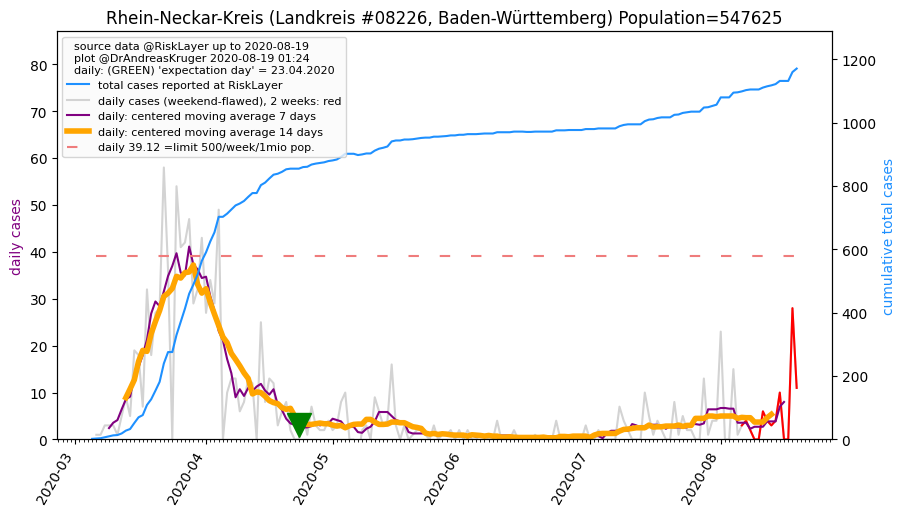 Rhein-Neckar-Kreis (Landkreis #08226, Baden-Württemberg) Population=547625
source data @RiskLayer up to 2020-08-19
plot @DrAndreasKruger 2020-08-19 01:24
daily: (GREEN) 'expectation day' = 23.04.2020
total cases reported at RiskLayer
daily cases (weekend-flawed), 2 weeks: red
daily: centered moving average 7 days
daily: centered moving average 14 days
daily 39.12 =limit 500/week/1mio pop.
daily cases
80
70
60
50
40
30
20
10
0
1200
1000
800
600
400
200
0
cumulative total cases
2020-03
2020-04
2020-05
2020-06
2020-07
2020-08